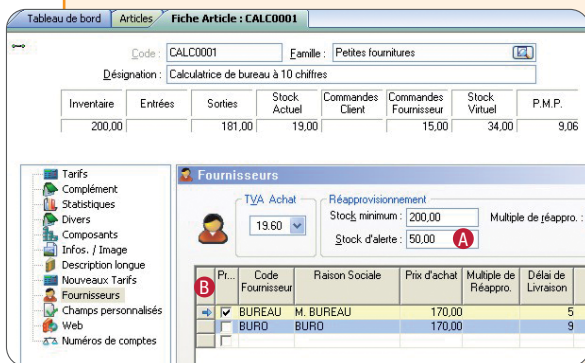 Tableau de bord Articles Fiche Article : CALC0001
Code : CALC0001 Famille : Petites fournitures
Désignation : Calculatrice de bureau à 10 chiffres
Inventaire Entrées Sorties Stock Actuel Commandes Client Commandes Fournisseur Stock Virtuel P.M.P.
200,00 181,00 19,00 15,00 34,00 9,06
Tarifs
Complément
Statistiques
Divers
Composants
Infos. / Image
Description longue
Nouveaux Tarifs
Fournisseurs
Champs personnalisés
Web
Numéros de comptes
Fournisseurs
TVA Achat
19.60
Réapprovisionnement
Stock minimum : 200,00 Multiple de réappro. :
Stock d'alerte : 50,00 A
B Pr... Code Fournisseur Raison Sociale Prix d'achat Multiple de Réappro. Délai de Livraison
BUREAU M. BUREAU 170,00 5
BURO BURO 170,00 9